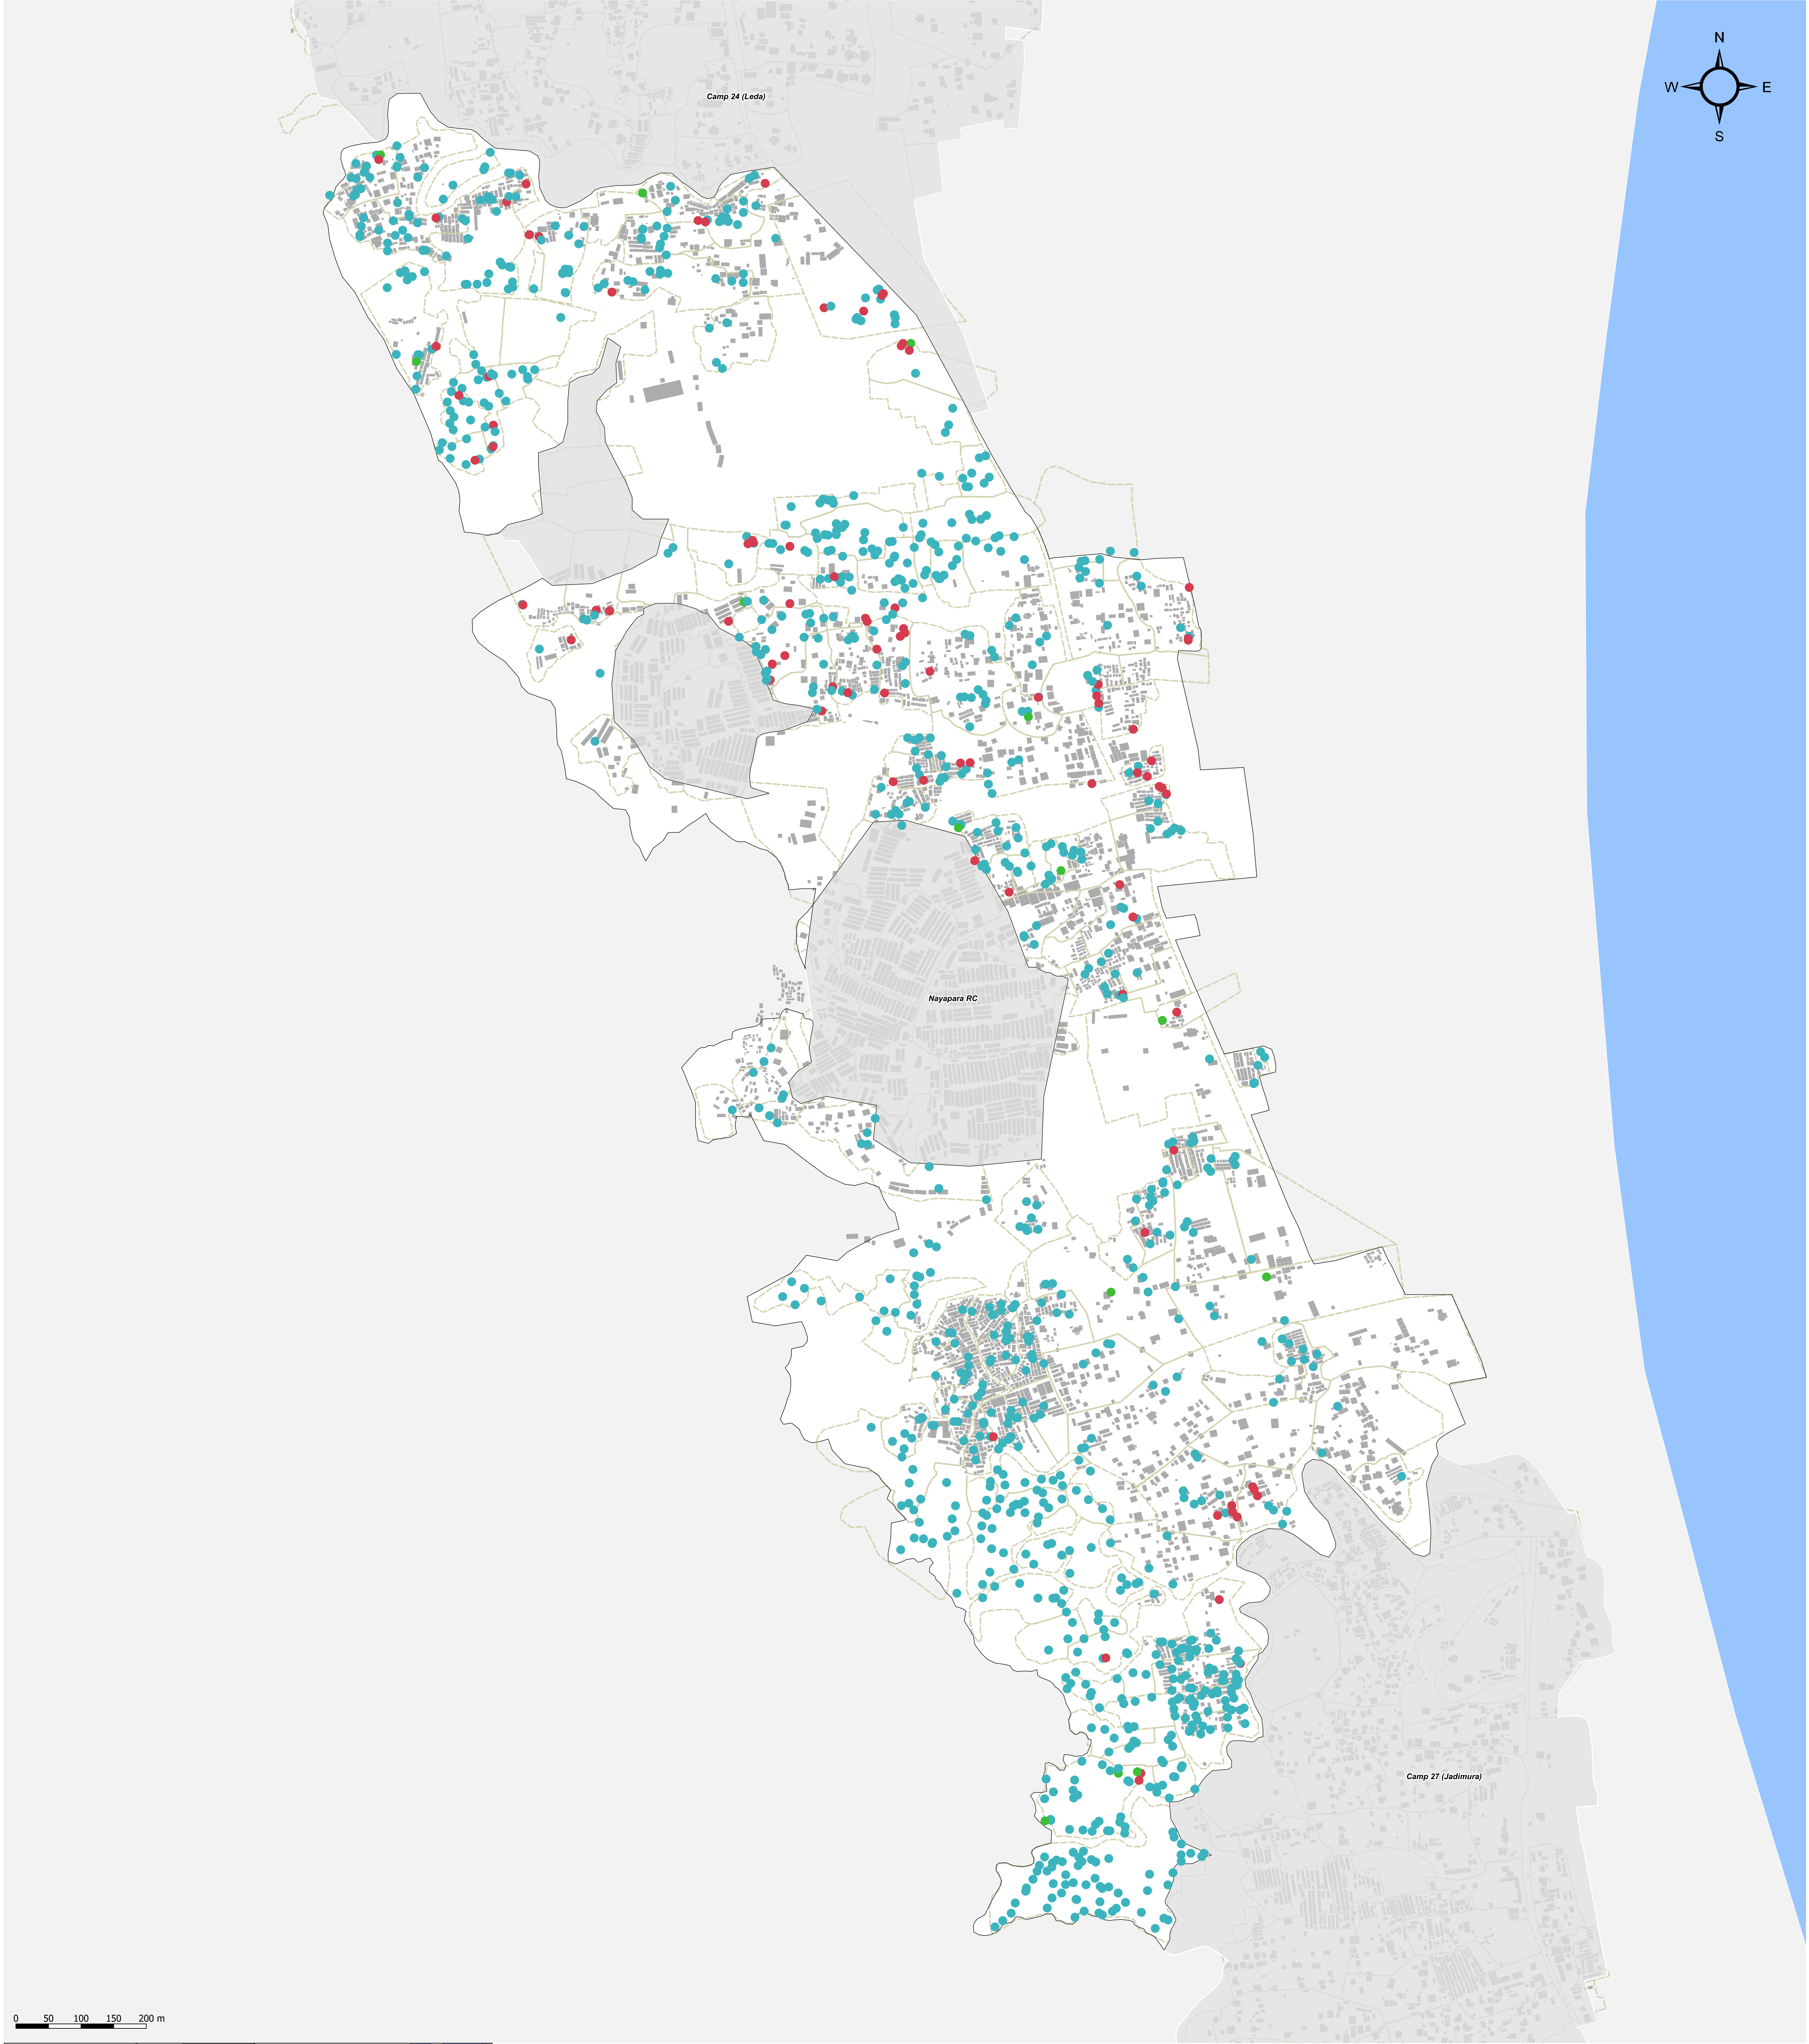 N
Camp 24 (Leda)
W E
S
Nayapara RC
Camp 27 (Jadimura)
0 50 100 150 200 m